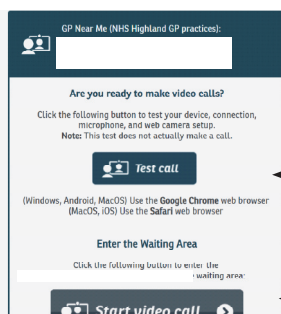 GP Near Me (NHS Highland GP practices):
Are you ready to make video calls?
Click the following button to test your device, connection,
microphone, and web camera setup.
Note: This test does not actually make a call.
Test call
(Windows, Android, MacOS) Use the Google Chrome web browser
(MacOS, iOS) Use the Safari web browser
Enter the Waiting Area
Click the following button to enter the
waiting area:
Start video call